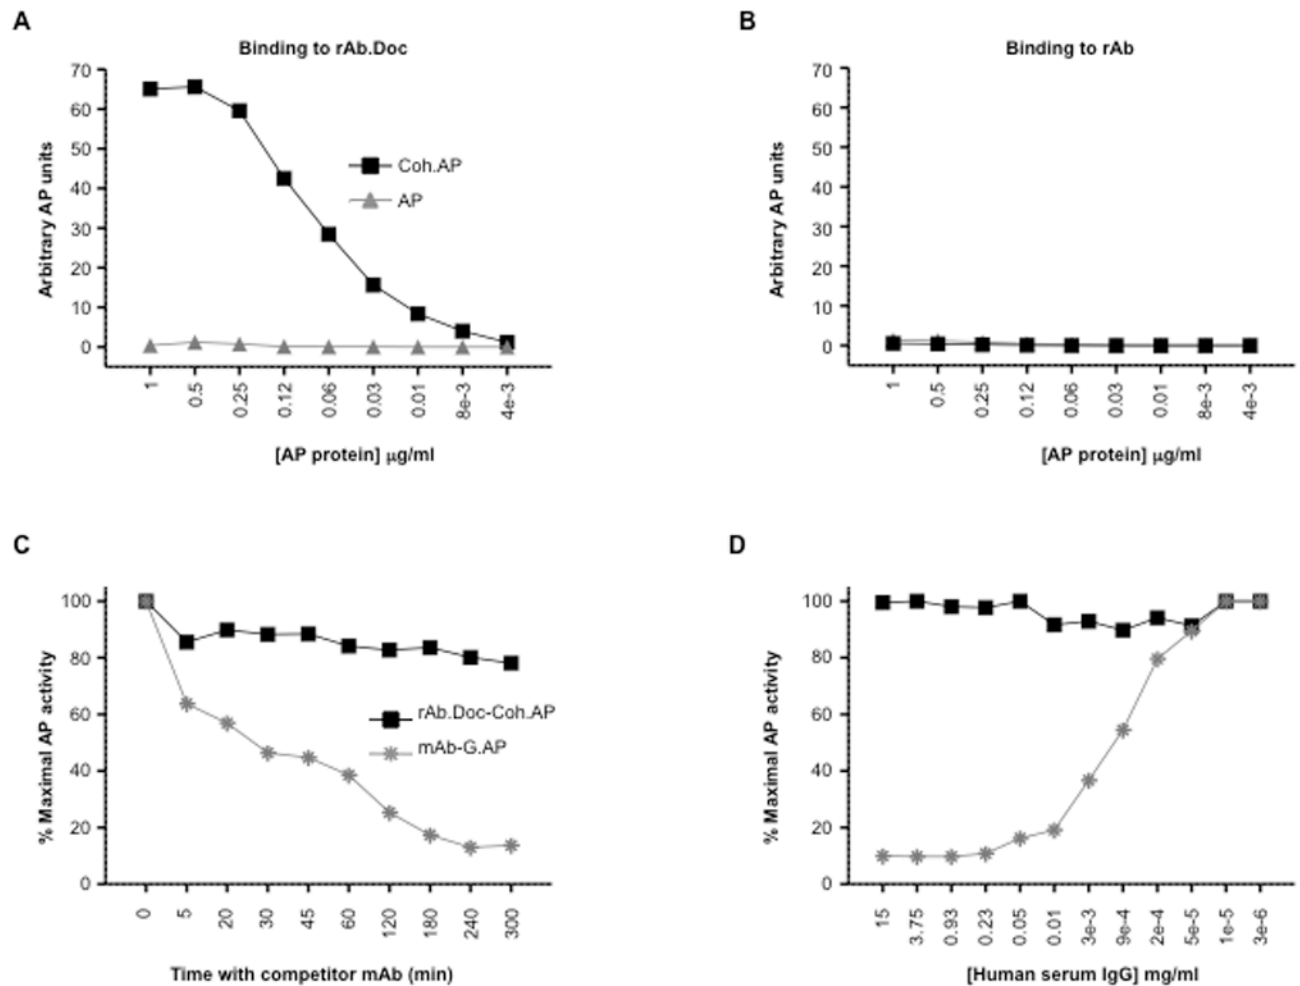 A
Binding to rAb.Doc
Arbitrary AP units
70
60
50
40
30
20
10
0
Coh.AP
AP
1
0.5
0.25
0.12
0.06
0.03
0.01
8e-3
4e-3
[AP protein] μg/ml
B
Binding to rAb
Arbitrary AP units
70
60
50
40
30
20
10
0
1
0.5
0.25
0.12
0.06
0.03
0.01
8e-3
4e-3
[AP protein] μg/ml
C
% Maximal AP activity
100
80
60
40
20
0
rAb.Doc-Coh.AP
mAb-G.AP
0
5
20
30
45
60
120
180
240
300
Time with competitor mAb (min)
D
% Maximal AP activity
100
80
60
40
20
0
15
3.75
0.93
0.23
0.05
0.01
3e-3
9e-4
2e-4
5e-5
1e-5
3e-6
[Human serum IgG] mg/ml